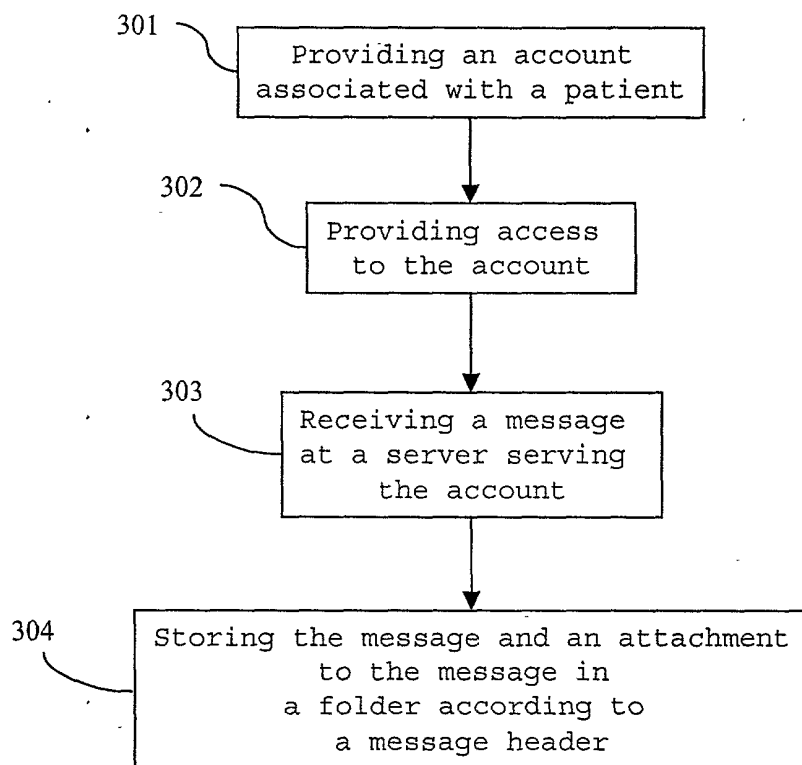 301
Providing an account
associated with a patient
302
Providing access
to the account
303
Receiving a message
at a server serving
the account
304
Storing the message and an attachment
to the message in
a folder according to
a message header